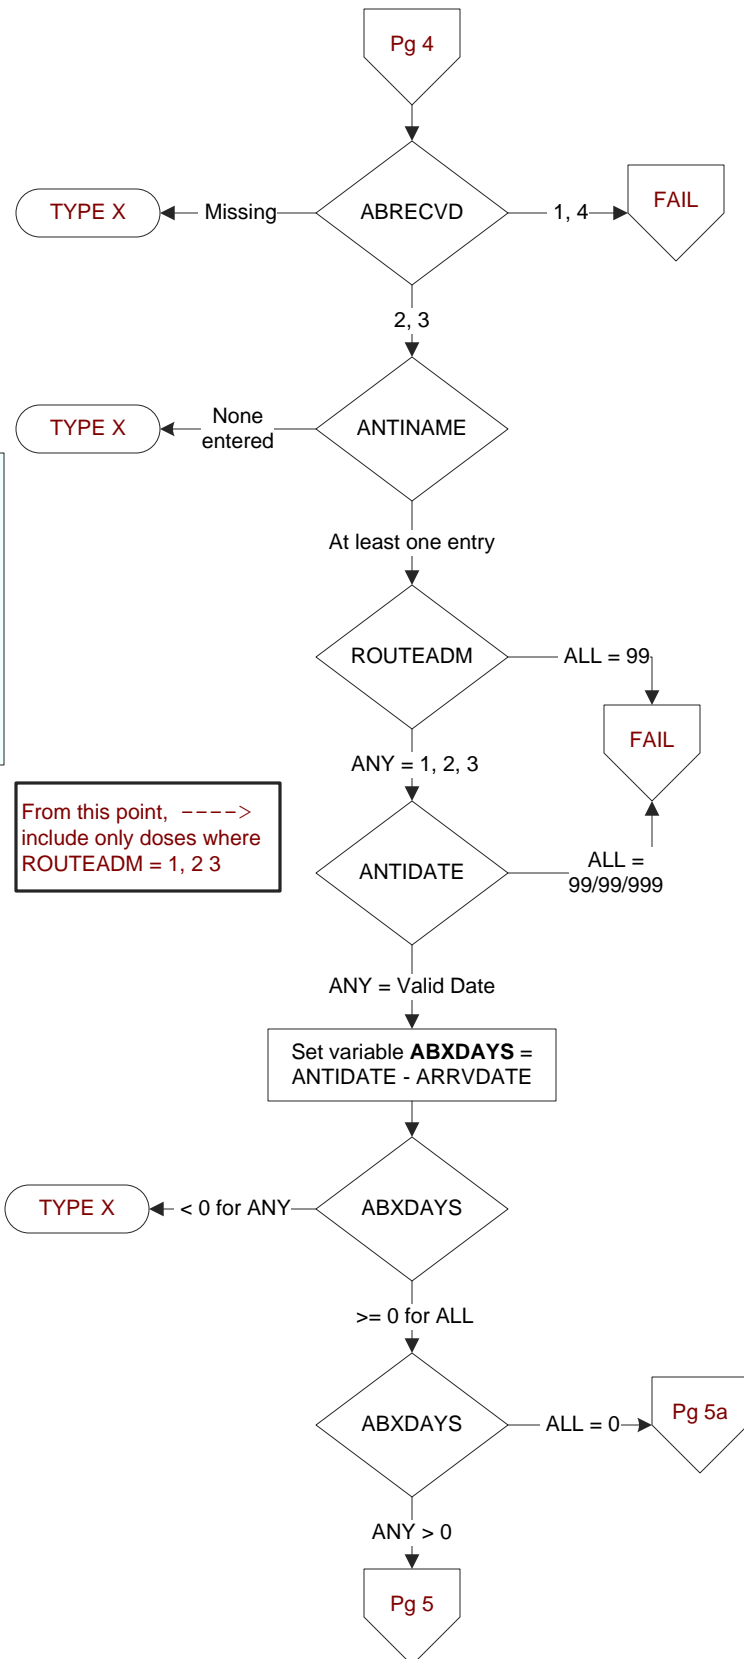 Pg 4
ABRECVD
Missing
TYPE X
1, 4
FAIL
2, 3
ANTINAME
None
entered
TYPE X
At least one entry
ROUTEADM
ALL = 99
FAIL
ANY = 1, 2, 3
From this point, ---->
include only doses where
ROUTEADM = 1, 2 3
ANTIDATE
ALL =
99/99/999
ANY = Valid Date
Set variable ABXDAYS =
ANTIDATE - ARRVDATE
ABXDAYS
< 0 for ANY
TYPE X
>= 0 for ALL
ABXDAYS
ALL = 0
Pg 5a
ANY > 0
Pg 5